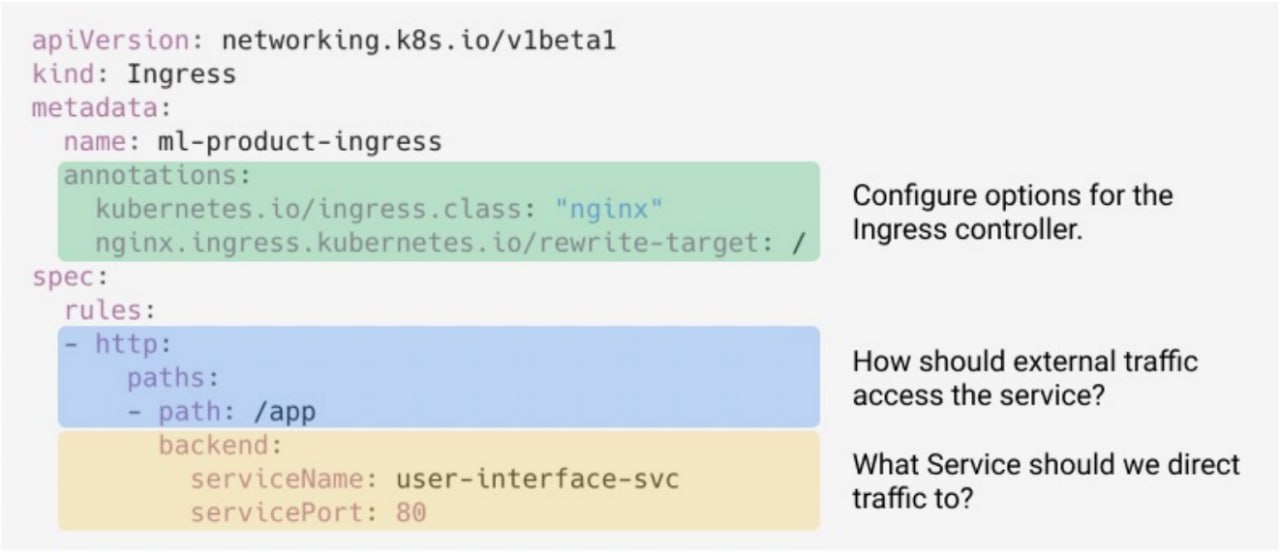 apiVersion: networking.k8s.io/v1beta1
kind: Ingress
metadata:
  name: ml-product-ingress
  annotations:
    kubernetes.io/ingress.class: "nginx"
    nginx.ingress.kubernetes.io/rewrite-target: /
Configure options for the
Ingress controller.
spec:
  rules:
  - http:
      paths:
      - path: /app
How should external traffic
access the service?
        backend:
          serviceName: user-interface-svc
          servicePort: 80
What Service should we direct
traffic to?